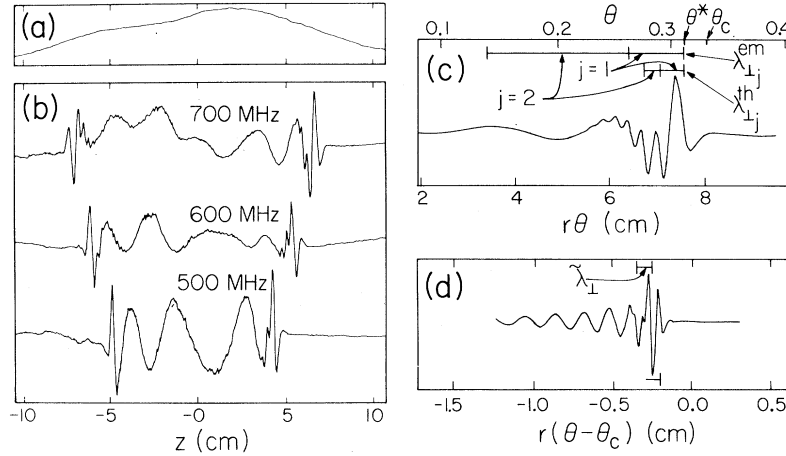 (a)
(b)
700 MHz
600 MHz
500 MHz
-10 -5 -0 5 10
z (cm)
θ
0.1 0.2 0.3 θ* θc 0.4
(c)
j = 1
j = 2
λ⊥j^em
λ⊥j^th
2 4 6 8
rθ (cm)
(d)
λ̃⊥
-1.5 -1.0 -0.5 0.0 0.5
r(θ-θc) (cm)